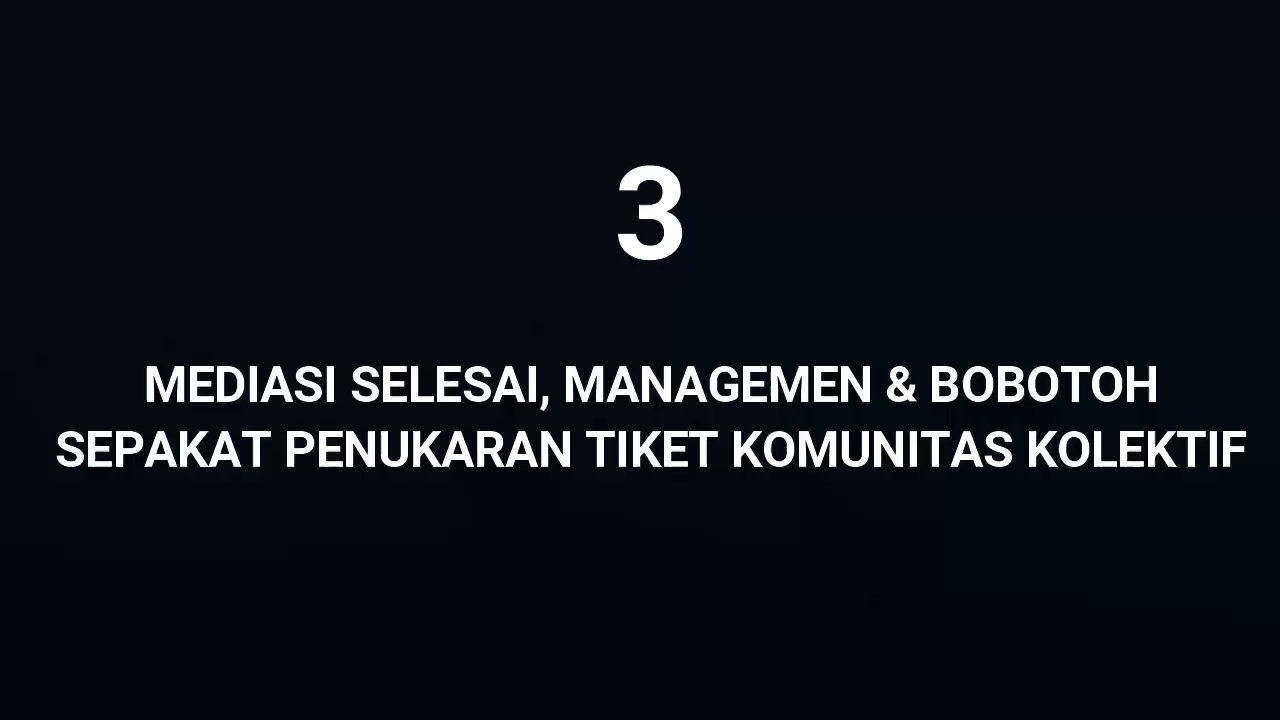 3
MEDIASI SELESAI, MANAGEMEN & BOBOTOH
SEPAKAT PENUKARAN TIKET KOMUNITAS KOLEKTIF